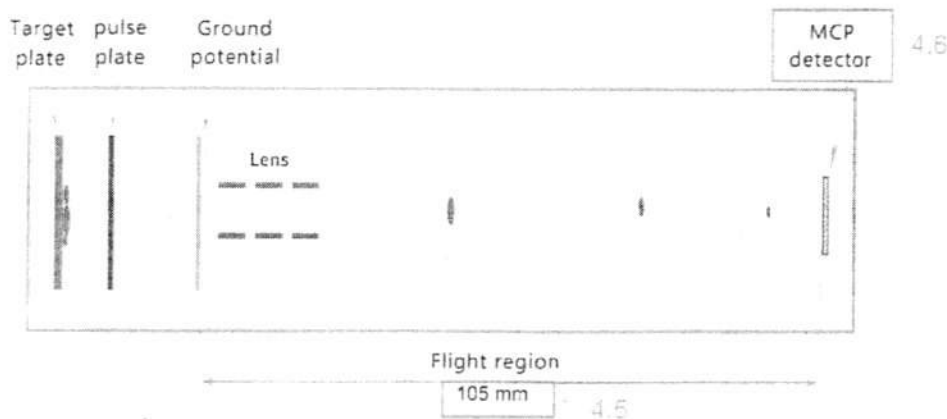 Target
plate
pulse
plate
Ground
potential
MCP
detector
4.6
Lens
Flight region
105 mm
4.5